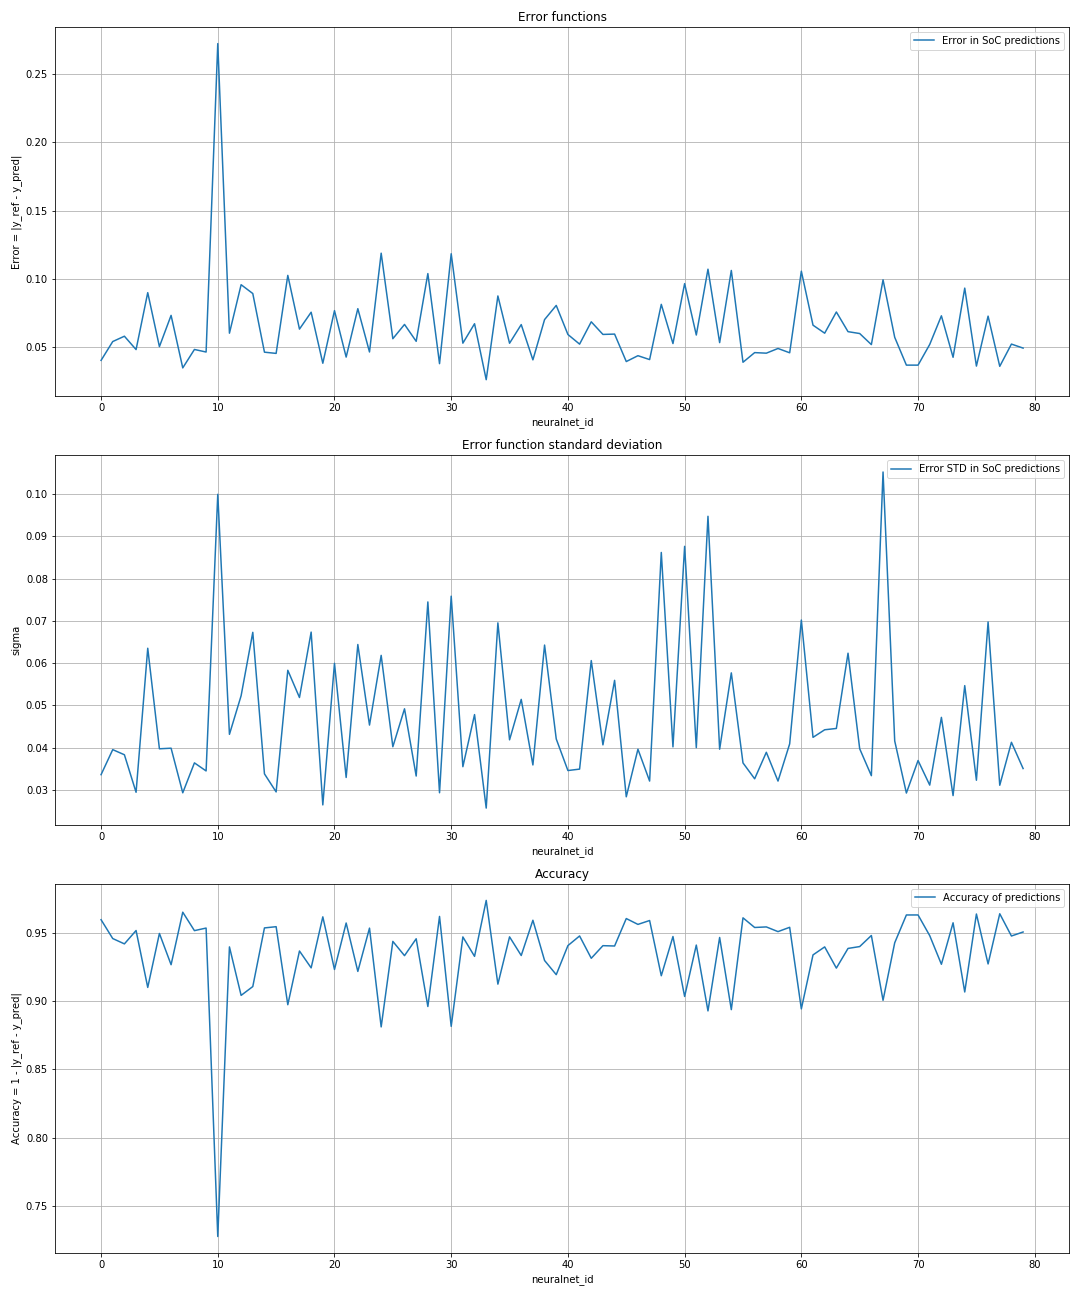 Error functions
Error in SoC predictions
Error = |y_ref - y_pred|
0.25
0.20
0.15
0.10
0.05
0 10 20 30 40 50 60 70 80
neuralnet_id
Error function standard deviation
Error STD in SoC predictions
sigma
0.10
0.09
0.08
0.07
0.06
0.05
0.04
0.03
0 10 20 30 40 50 60 70 80
neuralnet_id
Accuracy
Accuracy of predictions
Accuracy = 1 - |y_ref - y_pred|
0.95
0.90
0.85
0.80
0.75
0 10 20 30 40 50 60 70 80
neuralnet_id